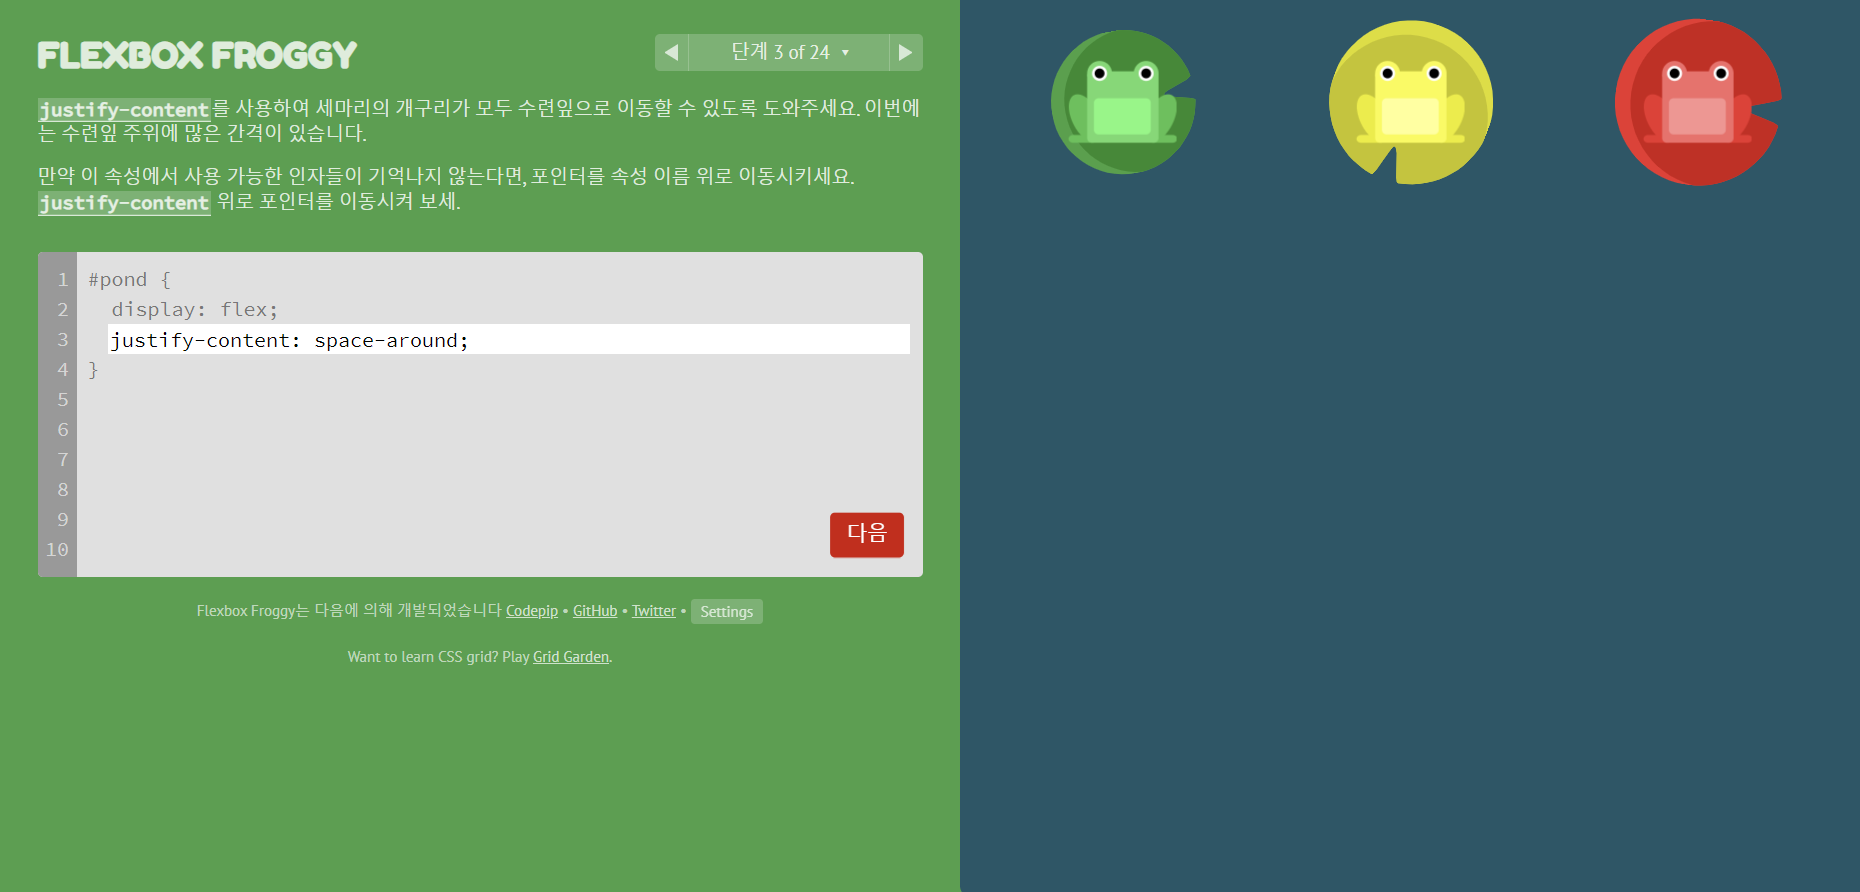 FLEXBOX FROGGY
◀ 단계 3 of 24 ▼ ▶
justify-content를 사용하여 세마리의 개구리가 모두 수련잎으로 이동할 수 있도록 도와주세요. 이번에
는 수련잎 주위에 많은 간격이 있습니다.
만약 이 속성에서 사용 가능한 인자들이 기억나지 않는다면, 포인터를 속성 이름 위로 이동시키세요.
justify-content 위로 포인터를 이동시켜 보세.
1 #pond {
2 display: flex;
3 justify-content: space-around;
4 }
5
6
7
8
9
10
다음
Flexbox Froggy는 다음에 의해 개발되었습니다 Codepip • GitHub • Twitter • Settings
Want to learn CSS grid? Play Grid Garden.